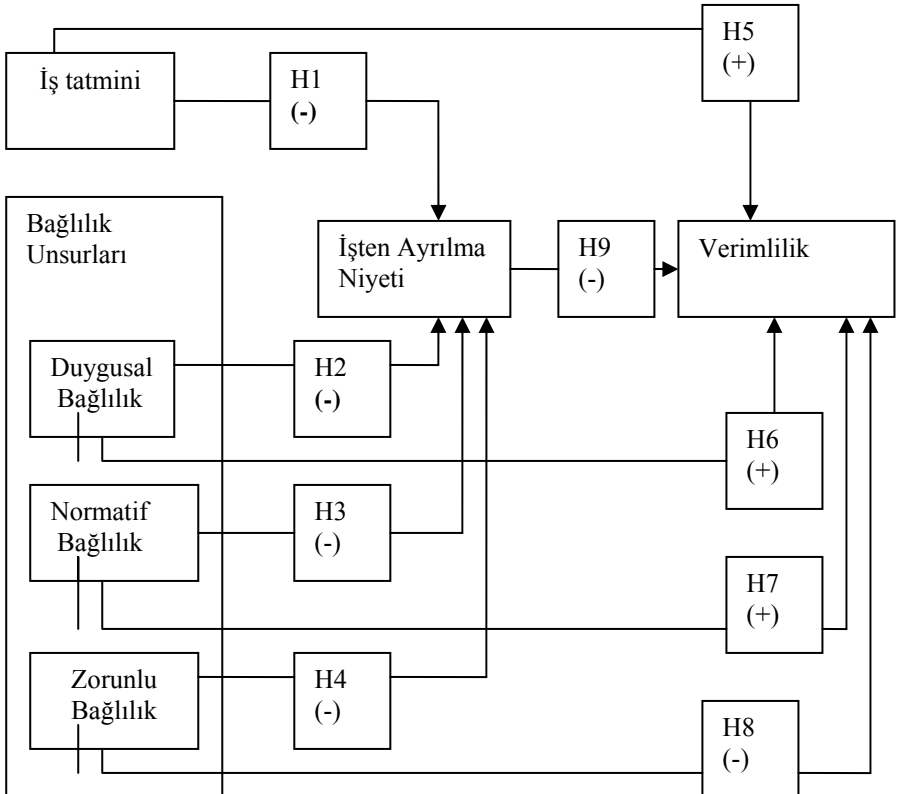 H5
(+)
İş tatmini
H1
(-)
Bağlılık
Unsurları
İşten Ayrılma
Niyeti
H9
(-)
Verimlilik
Duygusal
Bağlılık
H2
(-)
H6
(+)
Normatif
Bağlılık
H3
(-)
H7
(+)
Zorunlu
Bağlılık
H4
(-)
H8
(-)